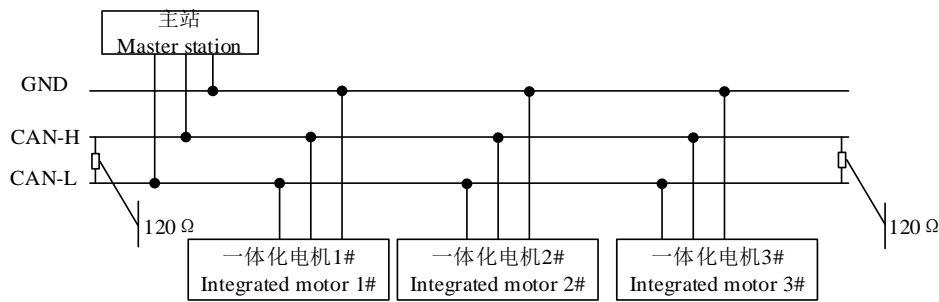 主站
Master station
GND
CAN-H
CAN-L
120 Ω
120 Ω
一体化电机1#
Integrated motor 1#
一体化电机2#
Integrated motor 2#
一体化电机3#
Integrated motor 3#